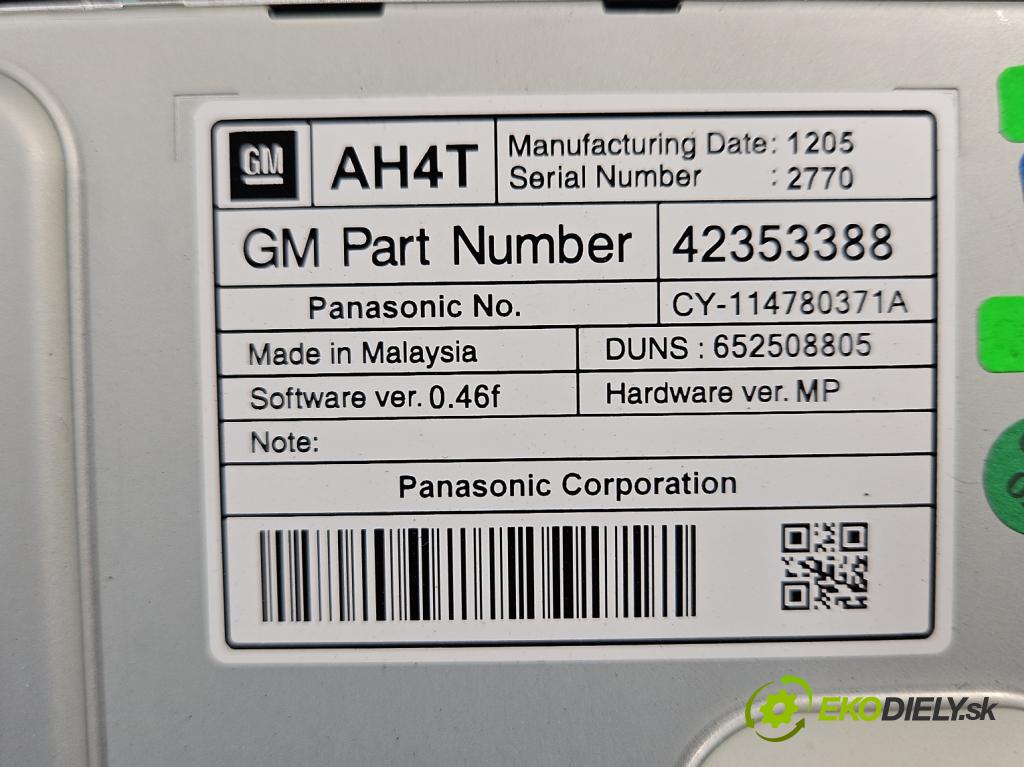 GM
AH4T
Manufacturing Date: 1205
Serial Number : 2770
GM Part Number 42353388
Panasonic No. CY-114780371A
Made in Malaysia DUNS : 652508805
Software ver. 0.46f Hardware ver. MP
Note:
Panasonic Corporation
EKODIELY.sk